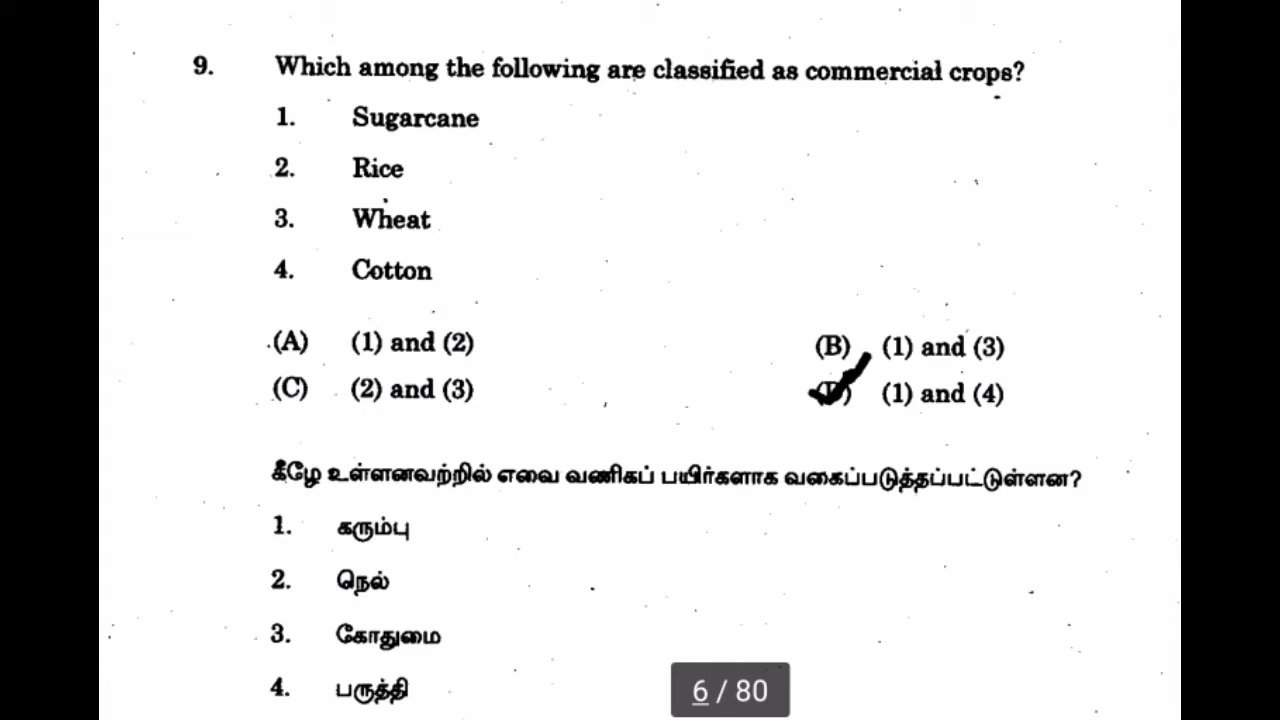 9. Which among the following are classified as commercial crops?
1. Sugarcane
2. Rice
3. Wheat
4. Cotton
(A) (1) and (2) (B) (1) and (3)
(C) (2) and (3) (D) (1) and (4)
கீழே உள்ளனவற்றில் எவை வணிகப் பயிர்களாக வகைப்படுத்தப்பட்டுள்ளன?
1. கரும்பு
2. நெல்
3. கோதுமை
4. பருத்தி
6 / 80